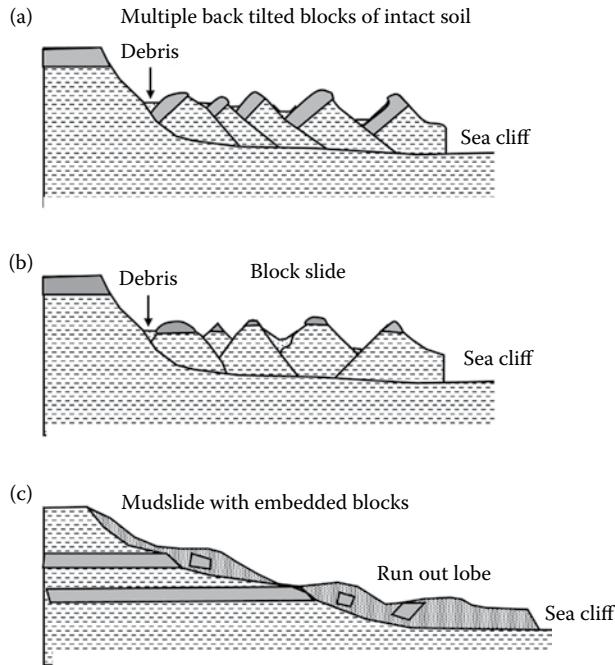 (a)
Multiple back tilted blocks of intact soil
Debris
Sea cliff
(b)
Block slide
Debris
Sea cliff
(c)
Mudslide with embedded blocks
Run out lobe
Sea cliff